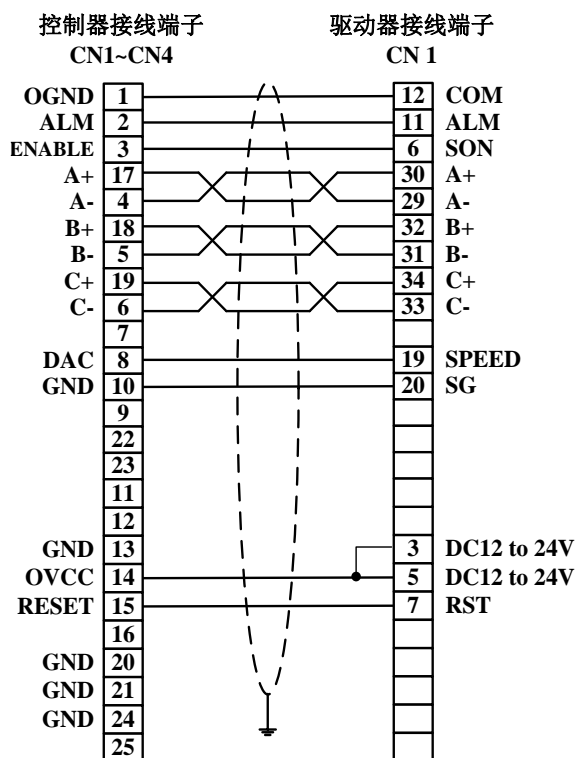 控制器接线端子 驱动器接线端子
CN1~CN4 CN 1
OGND 1 12 COM
ALM 2 11 ALM
ENABLE 3 6 SON
A+ 17 30 A+
A- 4 29 A-
B+ 18 32 B+
B- 5 31 B-
C+ 19 34 C+
C- 6 33 C-
7
DAC 8 19 SPEED
GND 10 20 SG
9
22
23
11
12
GND 13 3 DC12 to 24V
OVCC 14 5 DC12 to 24V
RESET 15 7 RST
16
GND 20
GND 21
GND 24
25